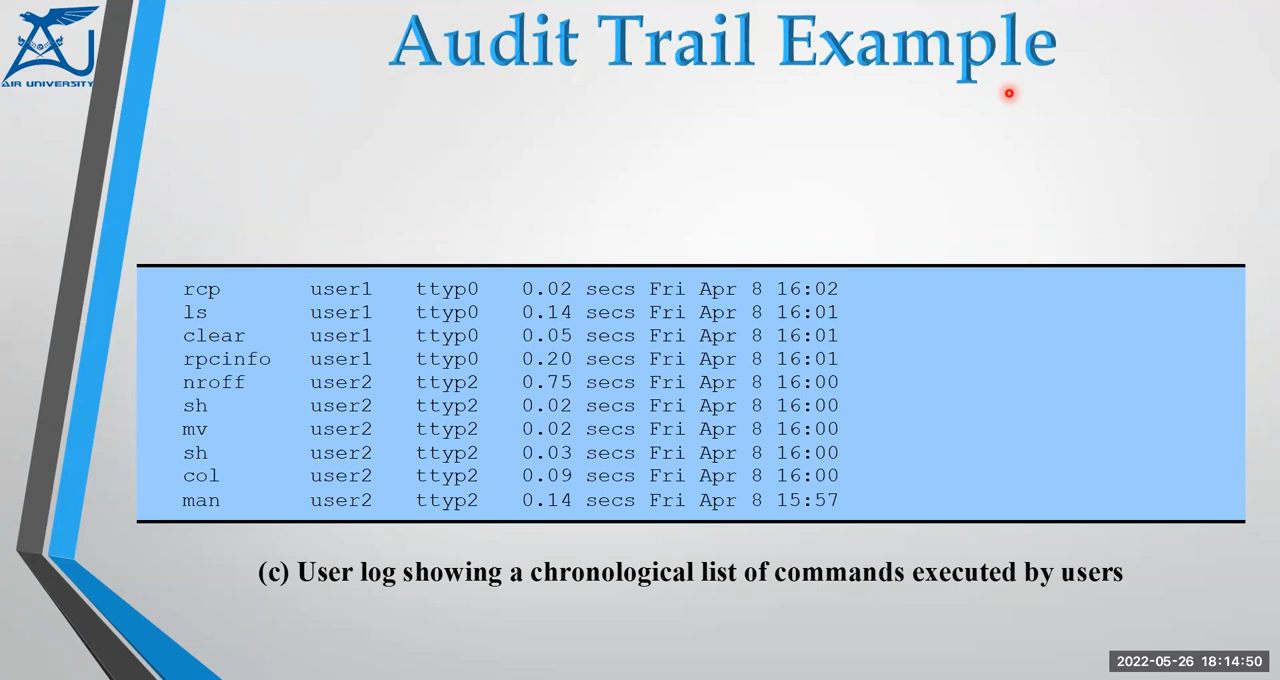 AIR UNIVERSITY
Audit Trail Example
rcp user1 ttyp0 0.02 secs Fri Apr 8 16:02
ls user1 ttyp0 0.14 secs Fri Apr 8 16:01
clear user1 ttyp0 0.05 secs Fri Apr 8 16:01
rpcinfo user1 ttyp0 0.20 secs Fri Apr 8 16:01
nroff user2 ttyp2 0.75 secs Fri Apr 8 16:00
sh user2 ttyp2 0.02 secs Fri Apr 8 16:00
mv user2 ttyp2 0.02 secs Fri Apr 8 16:00
sh user2 ttyp2 0.03 secs Fri Apr 8 16:00
col user2 ttyp2 0.09 secs Fri Apr 8 16:00
man user2 ttyp2 0.14 secs Fri Apr 8 15:57
(c) User log showing a chronological list of commands executed by users
2022-05-26 18:14:50